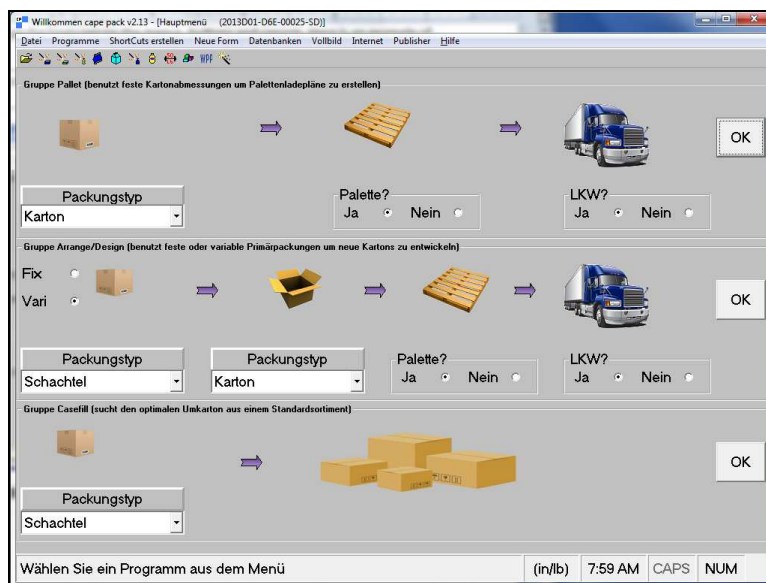 Willkommen cape pack v2.13 - [Hauptmenü (2013D01-D6E-00025-SD)]
Datei Programme ShortCuts erstellen Neue Form Datenbanken Vollbild Internet Publisher Hilfe
WPF
Gruppe Pallet (benutzt feste Kartonabmessungen um Palettenladepläne zu erstellen)
OK
Packungstyp Palette? LKW?
Karton Ja Nein Ja Nein
Gruppe Arrange/Design (benutzt feste oder variable Primärpackungen um neue Kartons zu entwickeln)
Fix
Vari OK
Packungstyp Packungstyp Palette? LKW?
Schachtel Karton Ja Nein Ja Nein
Gruppe Casefill (sucht den optimalen Umkarton aus einem Standardsortiment)
OK
Packungstyp
Schachtel
Wählen Sie ein Programm aus dem Menü (in/lb) 7:59 AM CAPS NUM